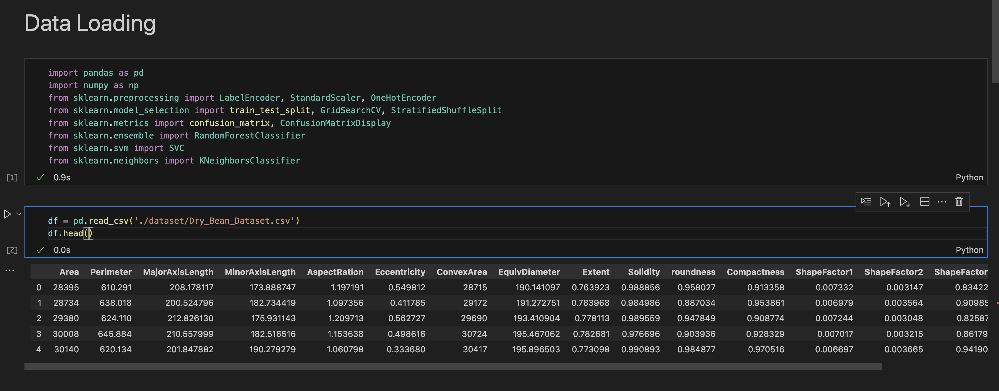 Data Loading
import pandas as pd
import numpy as np
from sklearn.preprocessing import LabelEncoder, StandardScaler, OneHotEncoder
from sklearn.model_selection import train_test_split, GridSearchCV, StratifiedShuffleSplit
from sklearn.metrics import confusion_matrix, ConfusionMatrixDisplay
from sklearn.ensemble import RandomForestClassifier
from sklearn.svm import SVC
from sklearn.neighbors import KNeighborsClassifier
[1] 0.9s Python
df = pd.read_csv('./dataset/Dry_Bean_Dataset.csv')
df.head()
[2] 0.0s Python
Area Perimeter MajorAxisLength MinorAxisLength AspectRation Eccentricity ConvexArea EquivDiameter Extent Solidity roundness Compactness ShapeFactor1 ShapeFactor2 ShapeFactor
0 28395 610.291 208.178117 173.888747 1.197191 0.549812 28715 190.141097 0.763923 0.988856 0.958027 0.913358 0.007332 0.003147 0.83422
1 28734 638.018 200.524796 182.734419 1.097356 0.411785 29172 191.272751 0.783968 0.984986 0.887034 0.953861 0.006979 0.003564 0.90985
2 29380 624.110 212.826130 175.931143 1.209713 0.562727 29690 193.410904 0.778113 0.989559 0.947849 0.908774 0.007244 0.003048 0.82587
3 30008 645.884 210.557999 182.516516 1.153638 0.498616 30724 195.467062 0.782681 0.976696 0.903936 0.928329 0.007017 0.003215 0.86179
4 30140 620.134 201.847882 190.279279 1.060798 0.333680 30417 195.896503 0.773098 0.990893 0.984877 0.970516 0.006697 0.003665 0.94190